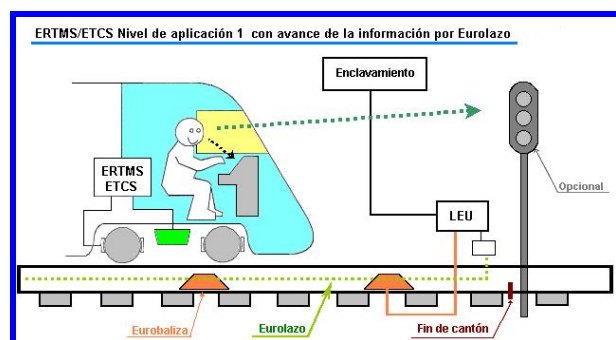 ERTMS/ETCS Nivel de aplicación 1 con avance de la información por Eurolazo
Enclavamiento
ERTMS
ETCS
Opcional
LEU
Eurobaliza
Eurolazo
Fin de cantón